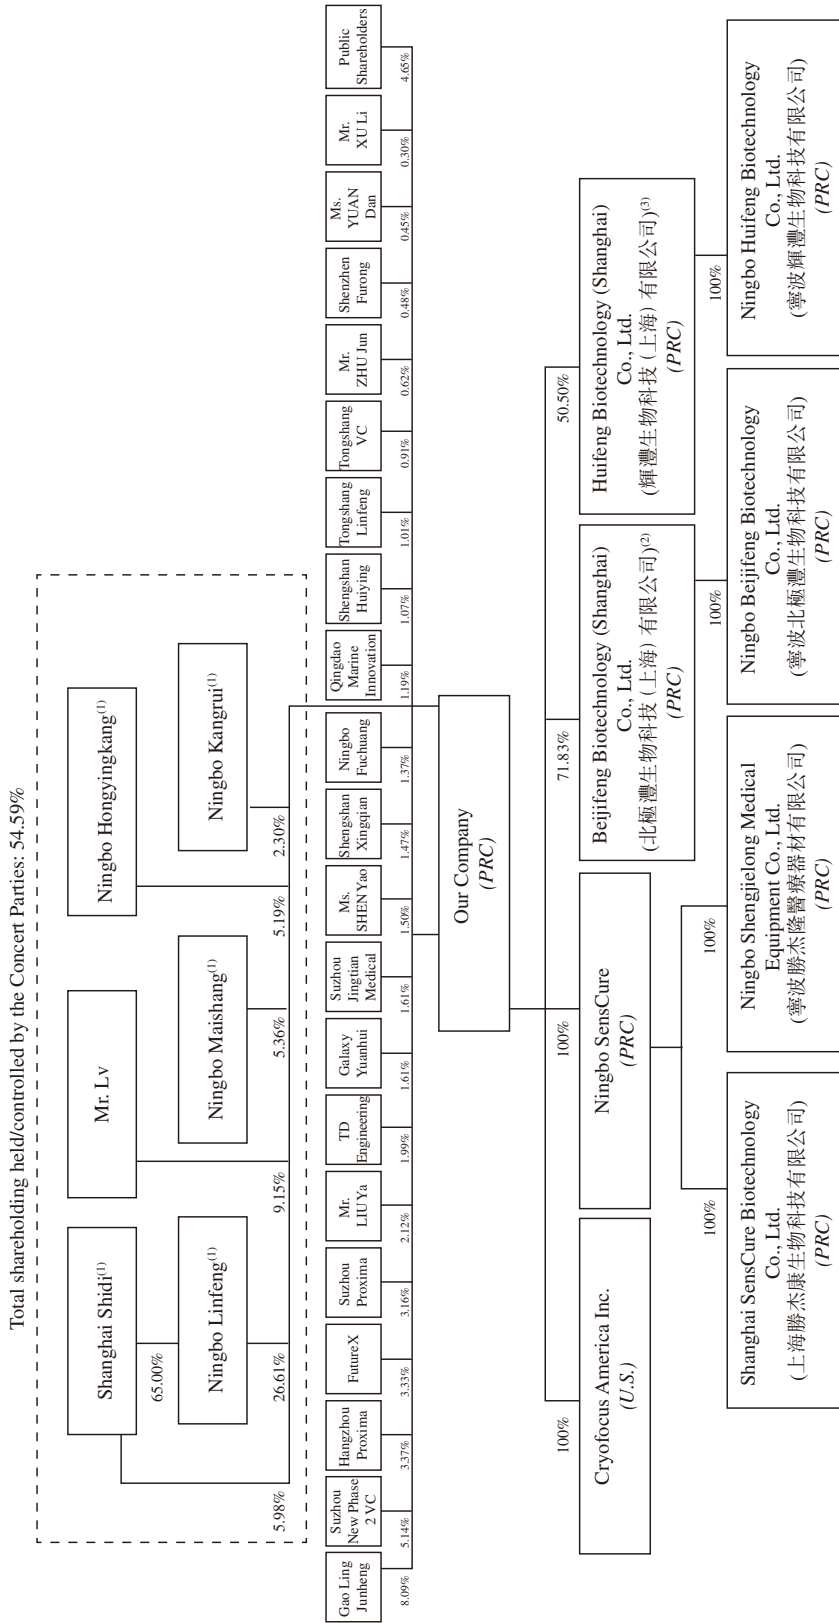 Total shareholding held/controlled by the Concert Parties: 54.59%
Shanghai Shidi(1)
Mr. Lv
Ningbo Hongyingkang(1)
65.00%
Ningbo Linfeng(1)
Ningbo Maishang(1)
Ningbo Kangrui(1)
5.98%
26.61%
9.15%
5.36%
5.19%
2.30%
Gao Ling
Junheng
8.09%
Suzhou
New Phase
2 VC
5.14%
Hangzhou
Proxima
3.37%
FutureX
3.33%
Suzhou
Proxima
3.16%
Mr.
LIU Ya
2.12%
TD
Engineering
1.99%
Galaxy
Yuanhui
1.61%
Suzhou
Jingtian
Medical
1.61%
Ms.
SHEN Yao
1.50%
Shengshan
Xingqian
1.47%
Ningbo
Fuchuang
1.37%
Qingdao
Marine
Innovation
1.19%
Shengshan
Huiying
1.07%
Tongshang
Linfeng
1.01%
Tongshang
VC
0.91%
Mr.
ZHU Jun
0.62%
Shenzhen
Furong
0.48%
Ms.
YUAN
Dan
0.45%
Mr.
XU Li
0.30%
Public
Shareholders
4.65%
Our Company
(PRC)
100%
Cryofocus America Inc.
(U.S.)
100%
Ningbo SensCure
(PRC)
71.83%
Beijifeng Biotechnology (Shanghai)
Co., Ltd.
(北極灃生物科技 (上海) 有限公司)(2)
(PRC)
50.50%
Huifeng Biotechnology (Shanghai)
Co., Ltd.
(輝灃生物科技 (上海) 有限公司)(3)
(PRC)
100%
Shanghai SensCure Biotechnology
Co., Ltd.
(上海勝杰康生物科技有限公司)
(PRC)
100%
Ningbo Shengjielong Medical
Equipment Co., Ltd.
(寧波勝杰隆醫療器材有限公司)
(PRC)
100%
Ningbo Beijifeng Biotechnology
Co., Ltd.
(寧波北極灃生物科技有限公司)
(PRC)
100%
Ningbo Huifeng Biotechnology
Co., Ltd.
(寧波輝灃生物科技有限公司)
(PRC)